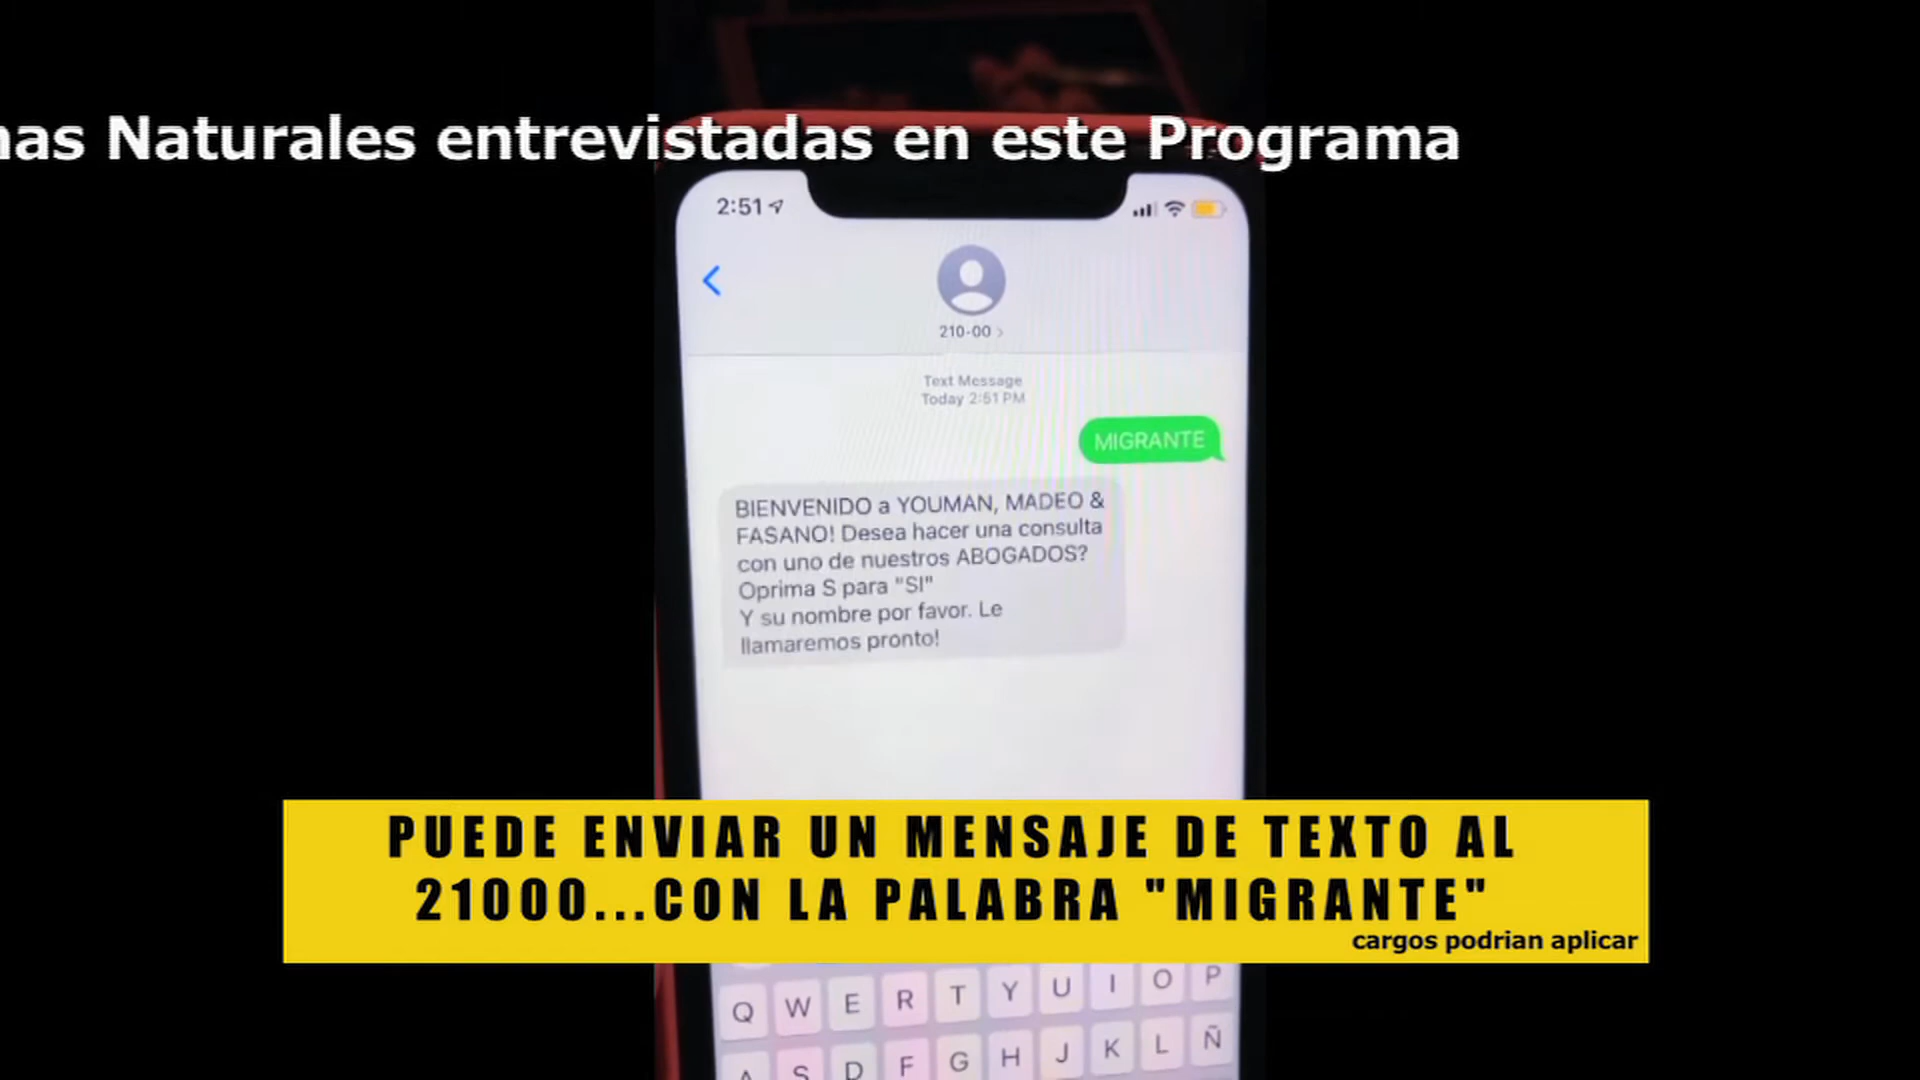 Naturales entrevistadas en este Programa
2:51
210-00
Text Message
Today 2:51 PM
MIGRANTE
BIENVENIDO a YOUMAN, MADEO &
FASANO! Desea hacer una consulta
con uno de nuestros ABOGADOS?
Oprima S para "SI"
Y su nombre por favor. Le
llamaremos pronto!
PUEDE ENVIAR UN MENSAJE DE TEXTO AL
21000...CON LA PALABRA "MIGRANTE"
cargos podrian aplicar
Q W E R T Y U I O P
A S D F G H J K L Ñ